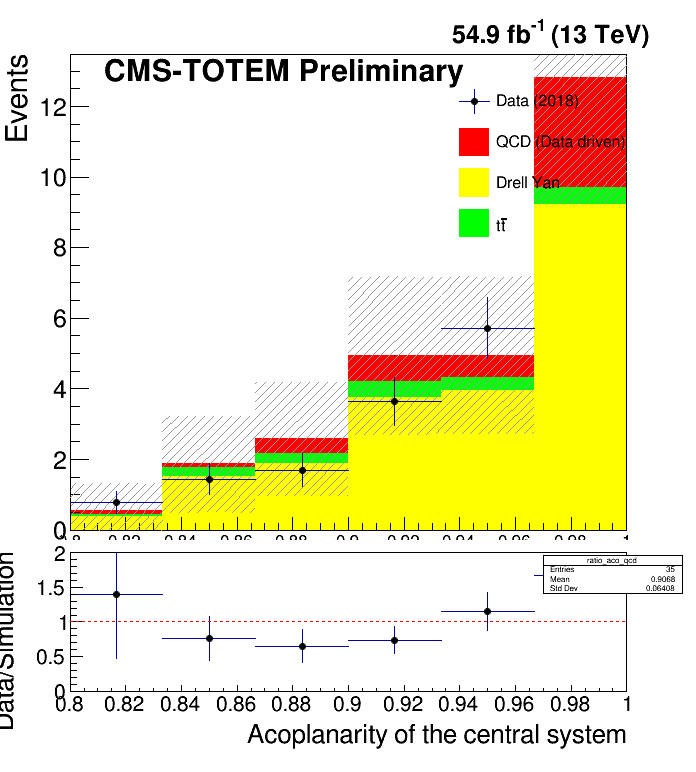 54.9 fb-1 (13 TeV)
CMS-TOTEM Preliminary
Events
12
10
8
6
4
2
0
Data (2018)
QCD (Data driven)
Drell Yan
tt̄
0.8 0.82 0.84 0.86 0.88 0.9 0.92 0.94 0.96 0.98 1
Data/Simulation
2
1.5
1
0.5
0
ratio_aco_qcd
Entries 35
Mean 0.9068
Std Dev 0.06408
0.8 0.82 0.84 0.86 0.88 0.9 0.92 0.94 0.96 0.98 1
Acoplanarity of the central system